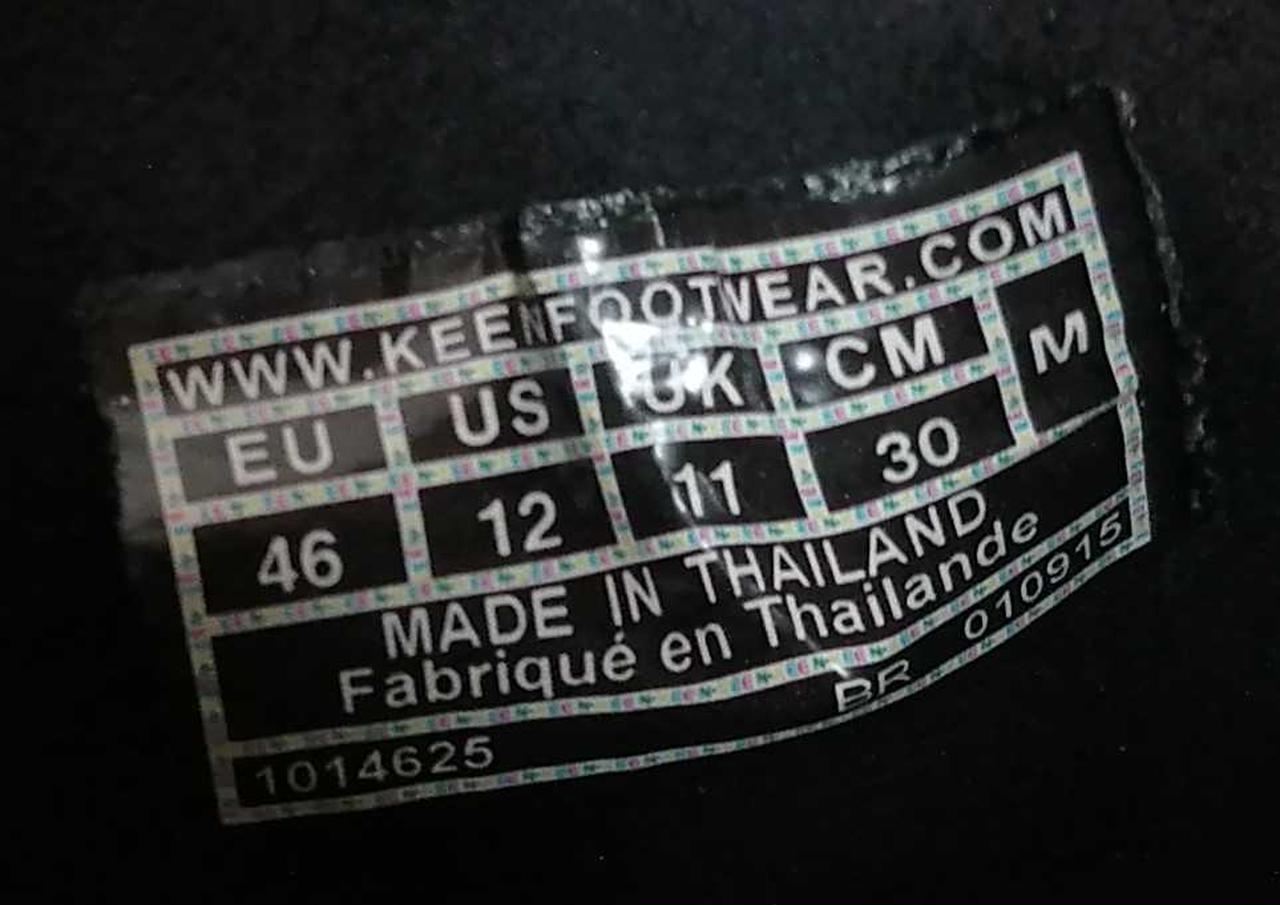 WWW.KEENFOOTWEAR.COM
EU US UK CM M
46 12 11 30
MADE IN THAILAND
Fabriqué en Thaïlande
1014625 BR 010915